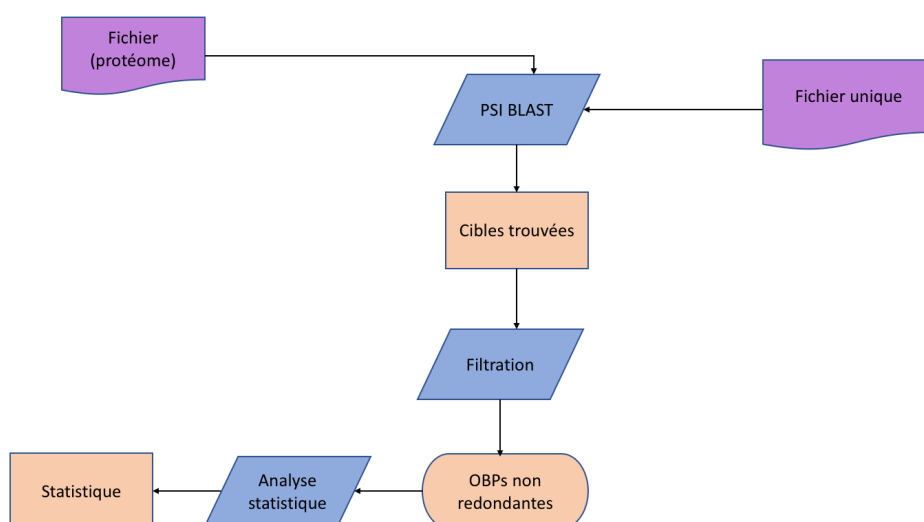 Fichier
(protéome)
PSI BLAST
Fichier unique
Cibles trouvées
Filtration
OBPs non
redondantes
Analyse
statistique
Statistique